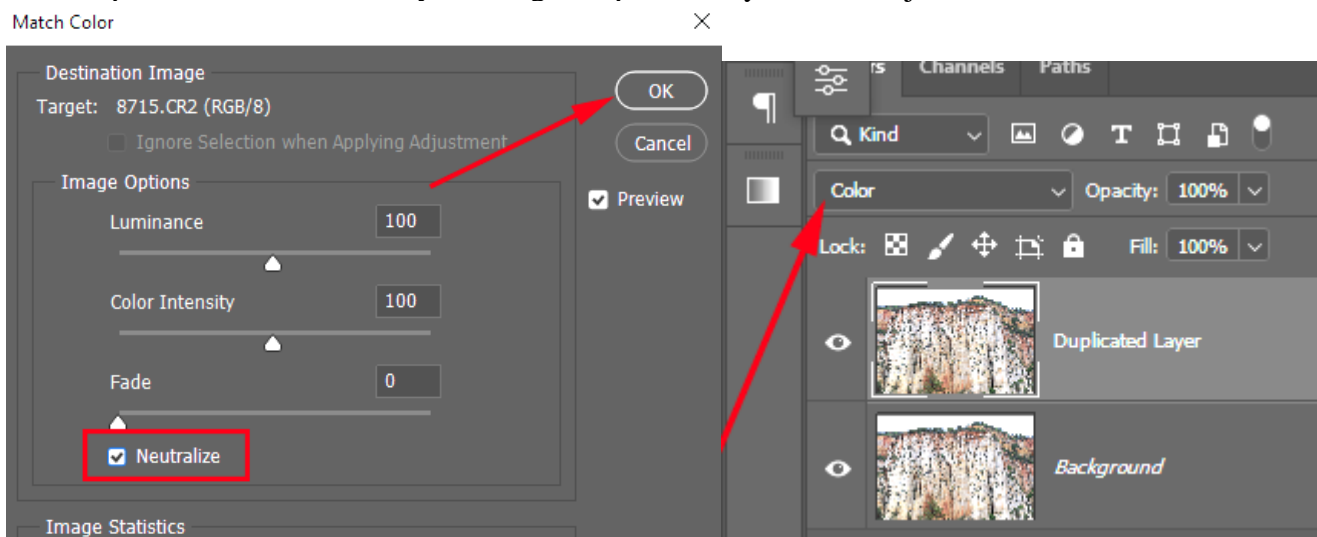 Match Color
Destination Image
Target: 8715.CR2 (RGB/8)
Ignore Selection when Applying Adjustment
Image Options
Luminance 100
Color Intensity 100
Fade 0
Neutralize
Image Statistics
OK
Cancel
Preview
rs Channels Paths
Kind
Color Opacity: 100%
Lock: Fill: 100%
Duplicated Layer
Background